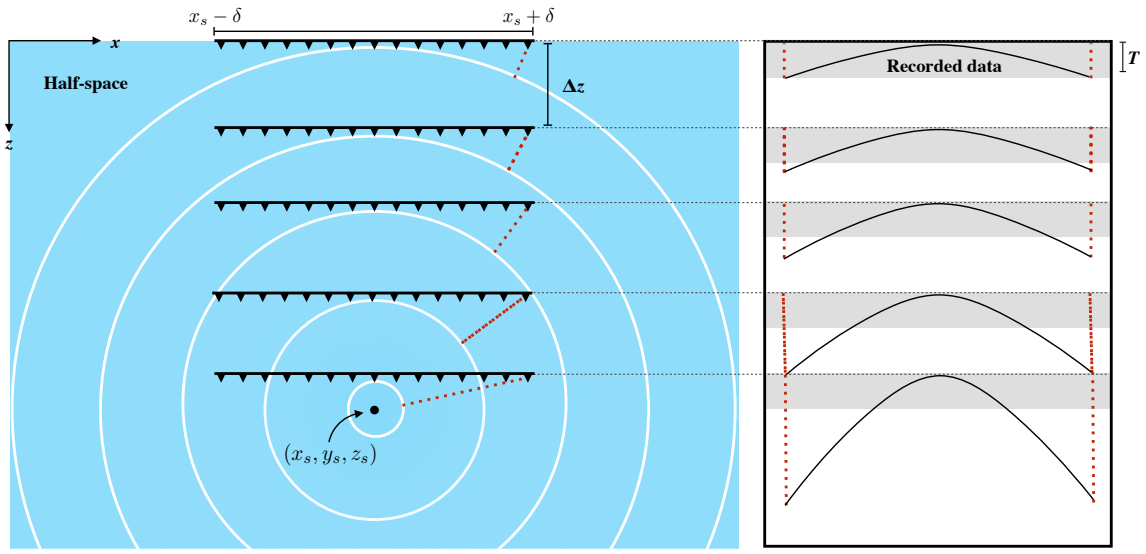 x_s − δ
x_s + δ
x
Half-space
Δz
z
(x_s, y_s, z_s)
Recorded data
T